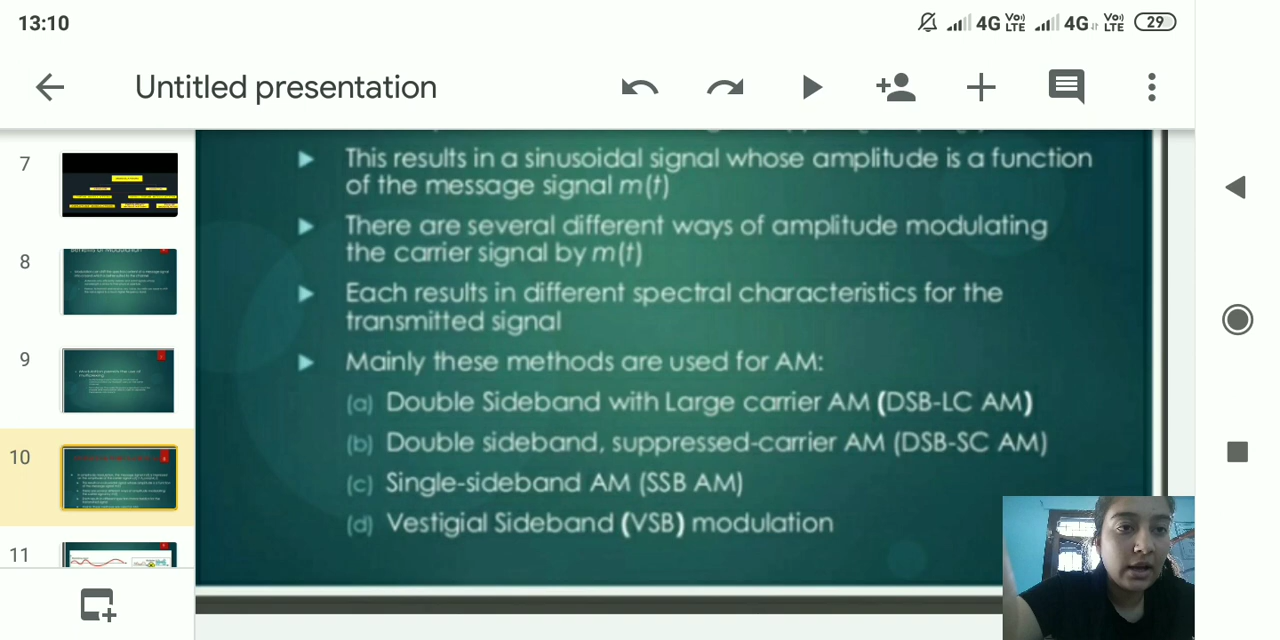 13:10
4G Vo) LTE 4G Vo) LTE 29
Untitled presentation
7
8
9
10
11
This results in a sinusoidal signal whose amplitude is a function
of the message signal m(t)
There are several different ways of amplitude modulating
the carrier signal by m(t)
Each results in different spectral characteristics for the
transmitted signal
Mainly these methods are used for AM:
(a) Double Sideband with Large carrier AM (DSB-LC AM)
(b) Double sideband, suppressed-carrier AM (DSB-SC AM)
(c) Single-sideband AM (SSB AM)
(d) Vestigial Sideband (VSB) modulation